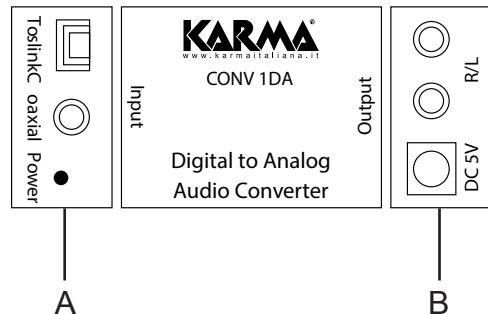 ToslinkC oaxial Power
KARMA®
www.karmaitaliana.it
CONV 1DA
Input
Output
Digital to Analog
Audio Converter
R/L
DC 5V
A
B